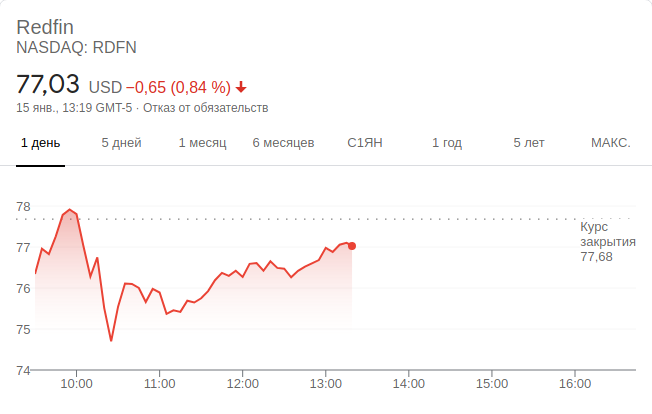 Redfin
NASDAQ: RDFN
77,03 USD −0,65 (0,84 %)
15 янв., 13:19 GMT-5 · Отказ от обязательств
1 день 5 дней 1 месяц 6 месяцев С1ЯН 1 год 5 лет МАКС.
78
Курс
закрытия
77,68
77
76
75
74
10:00 11:00 12:00 13:00 14:00 15:00 16:00